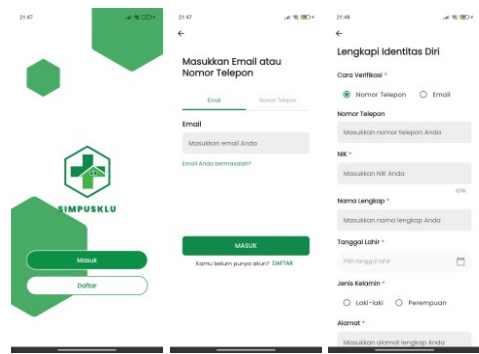 21:47
SIMPUSKLU
Masuk
Daftar
21:47
Masukkan Email atau
Nomor Telepon
Email
Nomor Telepon
Email
Masukkan email Anda
Email Anda bermasalah?
MASUK
Kamu belum punya akun? DAFTAR
21:48
Lengkapi Identitas Diri
Cara Verifikasi *
Nomor Telepon
Email
Nomor Telepon
Masukkan nomor telepon Anda
NIK *
Masukkan NIK Anda
0/16
Nama Lengkap *
Masukkan nama lengkap Anda
Tanggal Lahir *
Pilih tanggal lahir
Jenis Kelamin *
Laki-laki
Perempuan
Alamat *
Masukkan alamat lengkap Anda